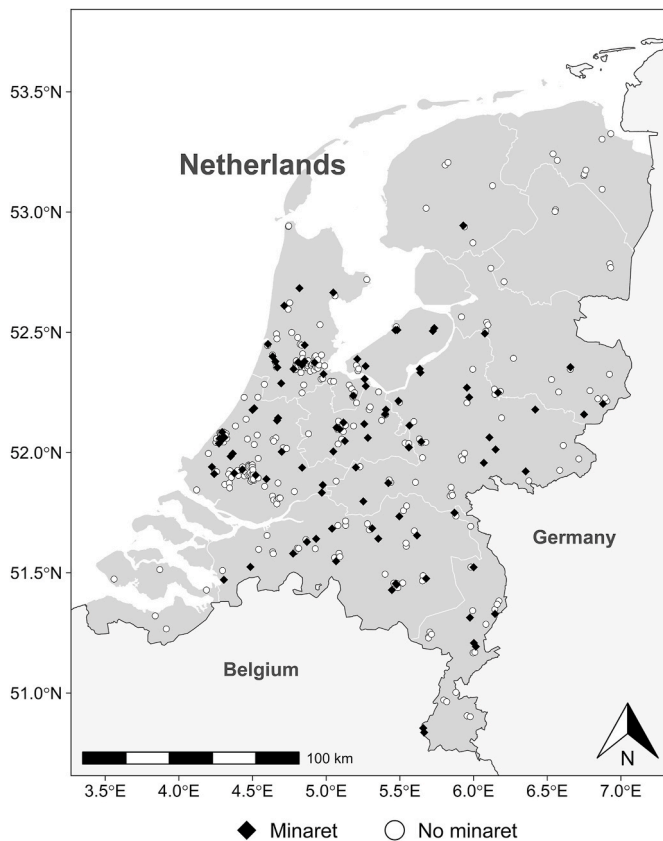 53.5°N
Netherlands
53.0°N
52.5°N
52.0°N
Germany
51.5°N
Belgium
51.0°N
100 km
N
3.5°E 4.0°E 4.5°E 5.0°E 5.5°E 6.0°E 6.5°E 7.0°E
Minaret No minaret